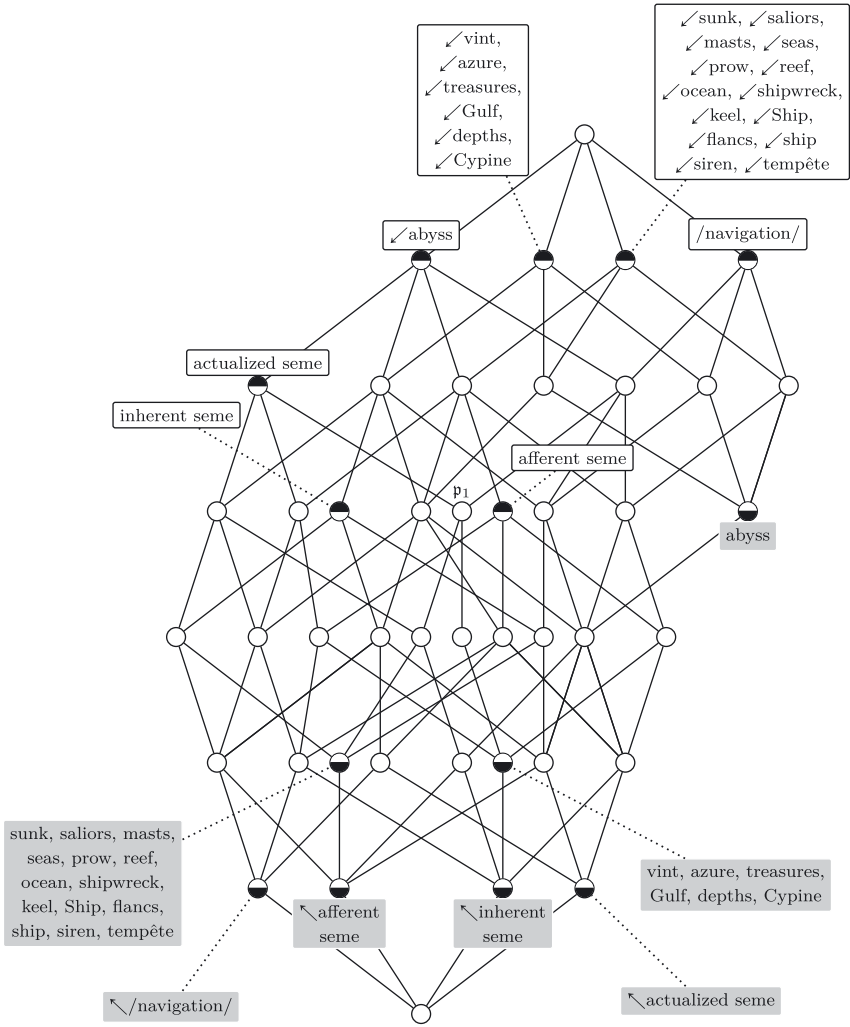 ↙vint,
↙azure,
↙treasures,
↙Gulf,
↙depths,
↙Cypine
↙sunk, ↙saliors,
↙masts, ↙seas,
↙prow, ↙reef,
↙ocean, ↙shipwreck,
↙keel, ↙Ship,
↙flancs, ↙ship
↙siren, ↙tempête
↙abyss
/navigation/
actualized seme
inherent seme
afferent seme
𝔭1
abyss
sunk, saliors, masts,
seas, prow, reef,
ocean, shipwreck,
keel, Ship, flancs,
ship, siren, tempête
vint, azure, treasures,
Gulf, depths, Cypine
↖afferent
seme
↖inherent
seme
↖/navigation/
↖actualized seme